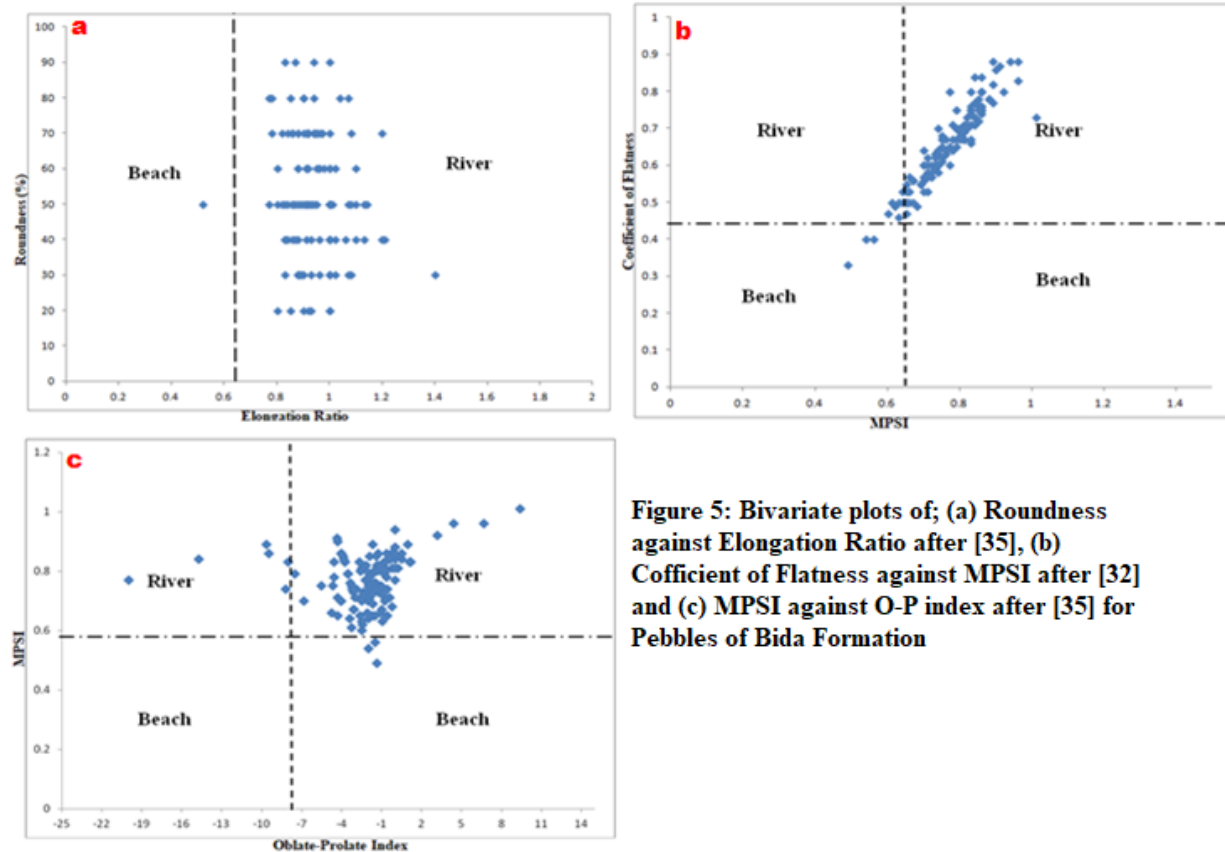 a
100
90
80
70
60
50
40
30
20
10
0
Roundness (%)
Beach
River
0 0.2 0.4 0.6 0.8 1 1.2 1.4 1.6 1.8 2
Elongration Ratio
b
1
0.9
0.8
0.7
0.6
0.5
0.4
0.3
0.2
0.1
0
Coefficient of Flatness
River
River
Beach
Beach
0 0.2 0.4 0.6 0.8 1 1.2 1.4
MPSI
c
1.2
1
0.8
0.6
0.4
0.2
0
MPSI
River
River
Beach
Beach
-25 -22 -19 -16 -13 -10 -7 -4 -1 2 5 8 11 14
Oblate-Prolate Index
Figure 5: Bivariate plots of; (a) Roundness
against Elongation Ratio after [35], (b)
Cofficient of Flatness against MPSI after [32]
and (c) MPSI against O-P index after [35] for
Pebbles of Bida Formation